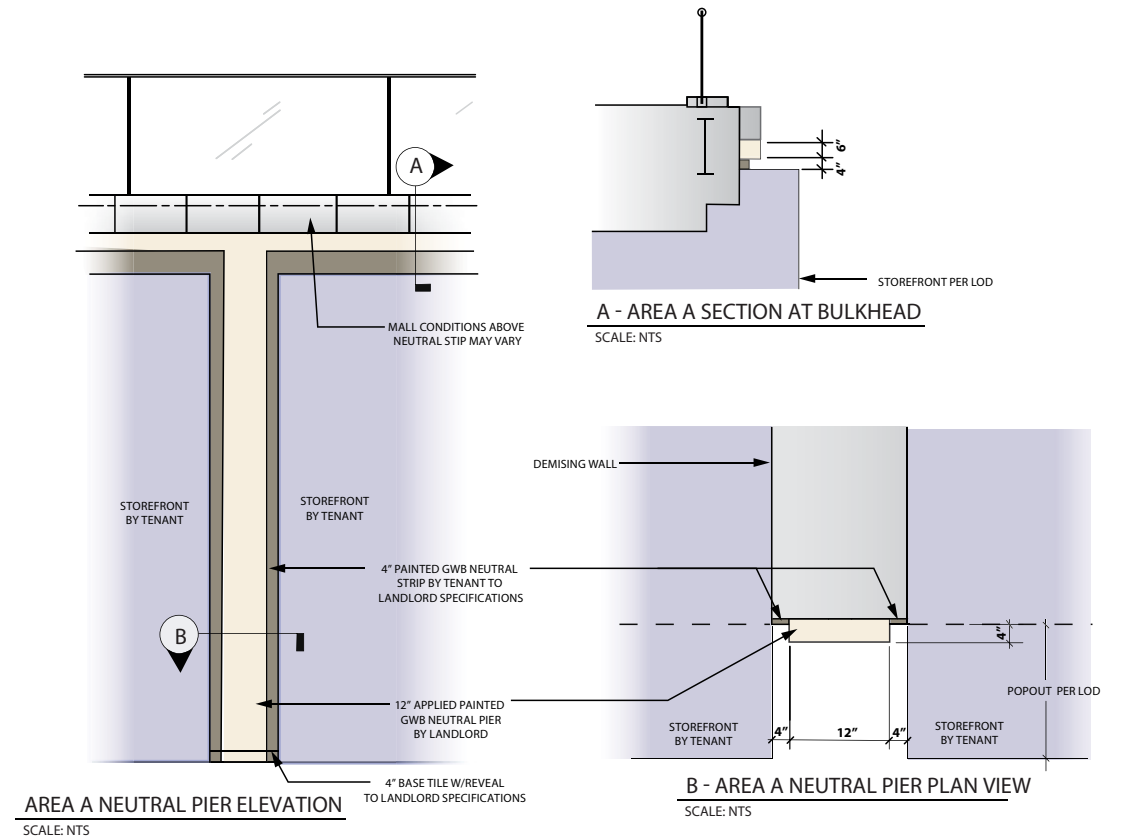 A
MALL CONDITIONS ABOVE
NEUTRAL STIP MAY VARY
STOREFRONT
BY TENANT
STOREFRONT
BY TENANT
4” PAINTED GWB NEUTRAL
STRIP BY TENANT TO
LANDLORD SPECIFICATIONS
B
12” APPLIED PAINTED
GWB NEUTRAL PIER
BY LANDLORD
4” BASE TILE W/REVEAL
TO LANDLORD SPECIFICATIONS
AREA A NEUTRAL PIER ELEVATION
SCALE: NTS
6”
4”
STOREFRONT PER LOD
A - AREA A SECTION AT BULKHEAD
SCALE: NTS
DEMISING WALL
4”
POPOUT PER LOD
STOREFRONT
BY TENANT
4”
12”
4”
STOREFRONT
BY TENANT
B - AREA A NEUTRAL PIER PLAN VIEW
SCALE: NTS